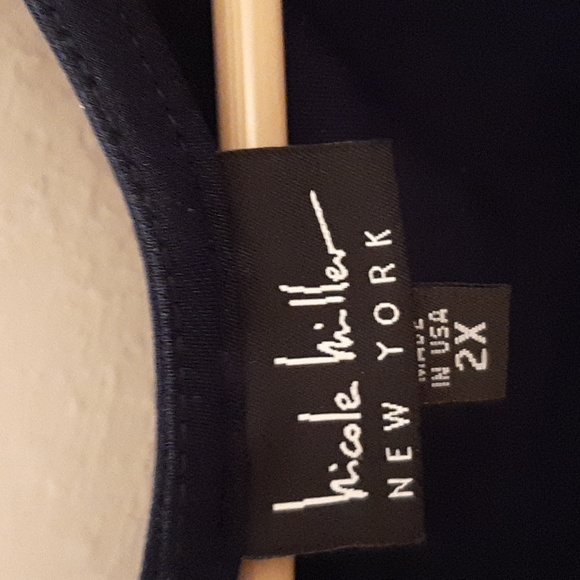 Nicole Miller
NEW YORK
MADE
IN USA
2X